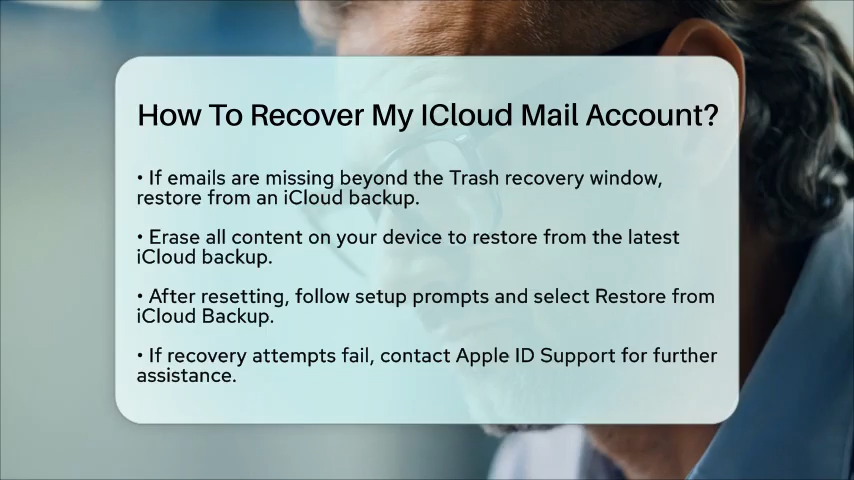 How To Recover My ICloud Mail Account?
• If emails are missing beyond the Trash recovery window,
restore from an iCloud backup.
• Erase all content on your device to restore from the latest
iCloud backup.
• After resetting, follow setup prompts and select Restore from
iCloud Backup.
• If recovery attempts fail, contact Apple ID Support for further
assistance.